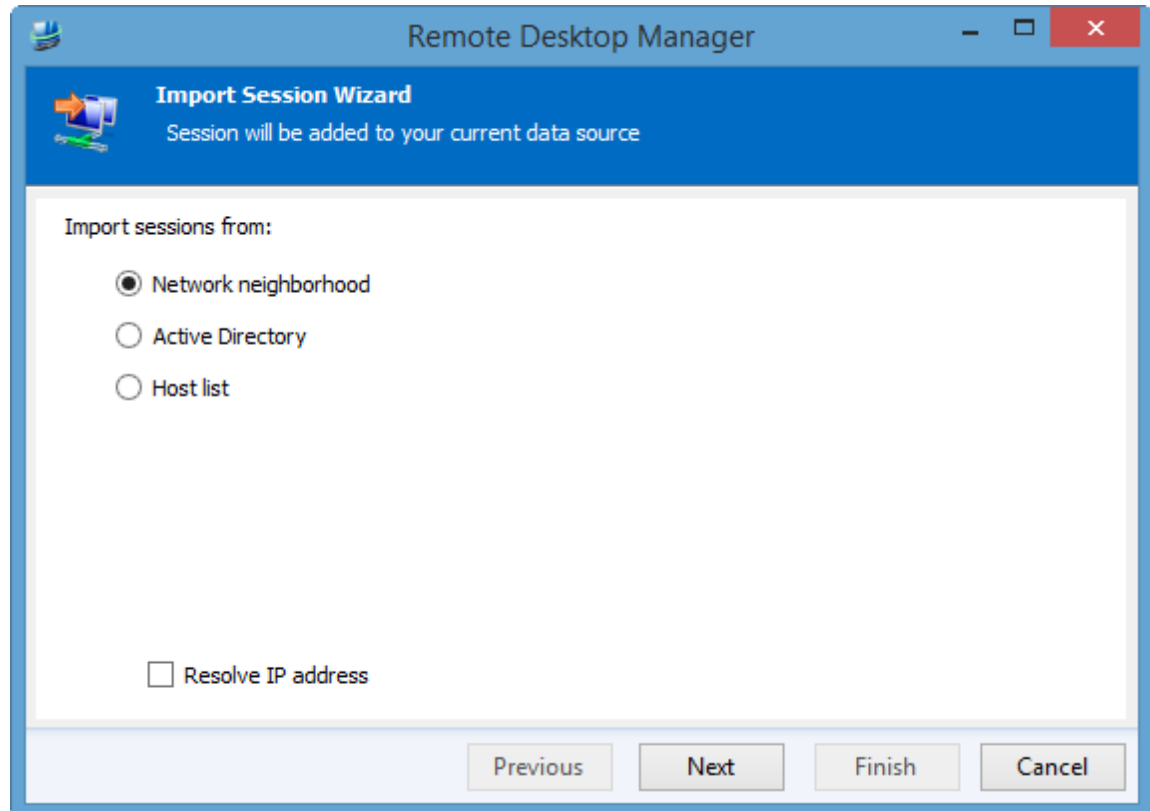 Remote Desktop Manager
Import Session Wizard
Session will be added to your current data source
Import sessions from:
Network neighborhood
Active Directory
Host list
Resolve IP address
Previous Next Finish Cancel